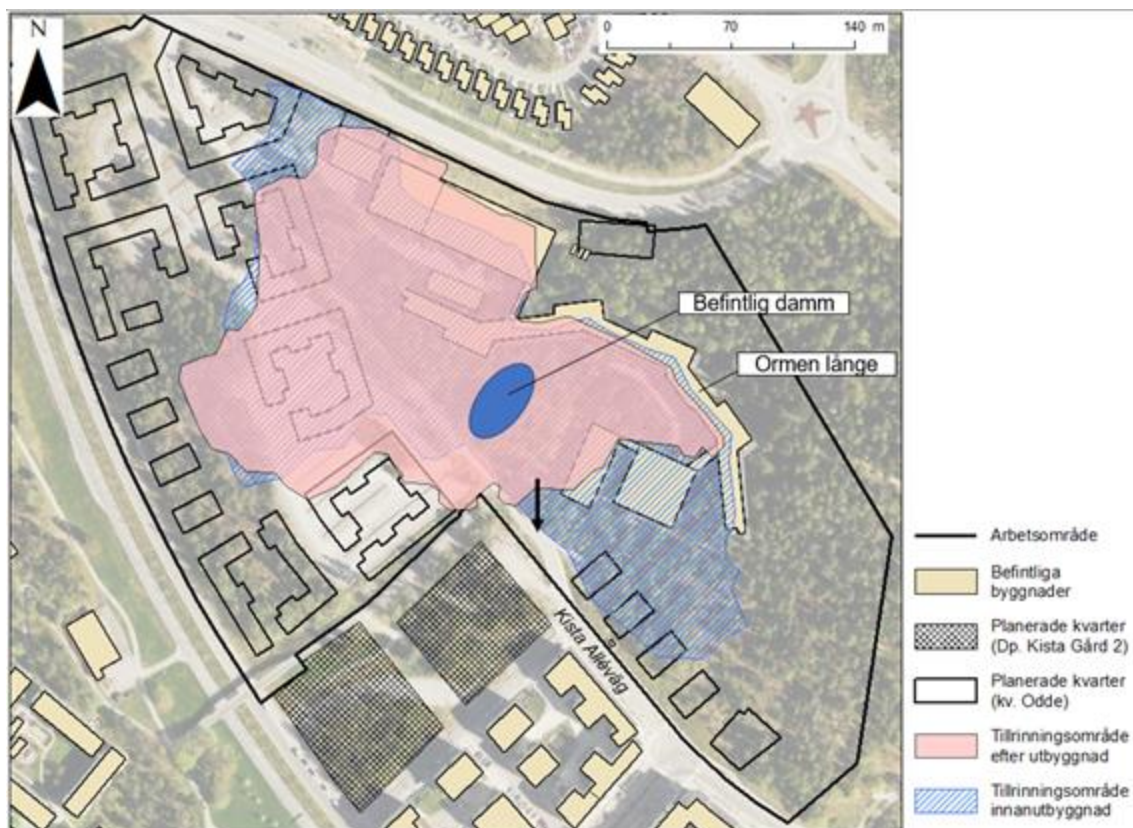 N
0 70 140 m
Befintlig damm
Ormen långe
Kista Alléväg
Arbetsområde
Befintliga
byggnader
Planerade kvarter
(Dp. Kista Gård 2)
Planerade kvarter
(kv. Odde)
Tillrinningsområde
efter utbyggnad
Tillrinningsområde
innanutbyggnad